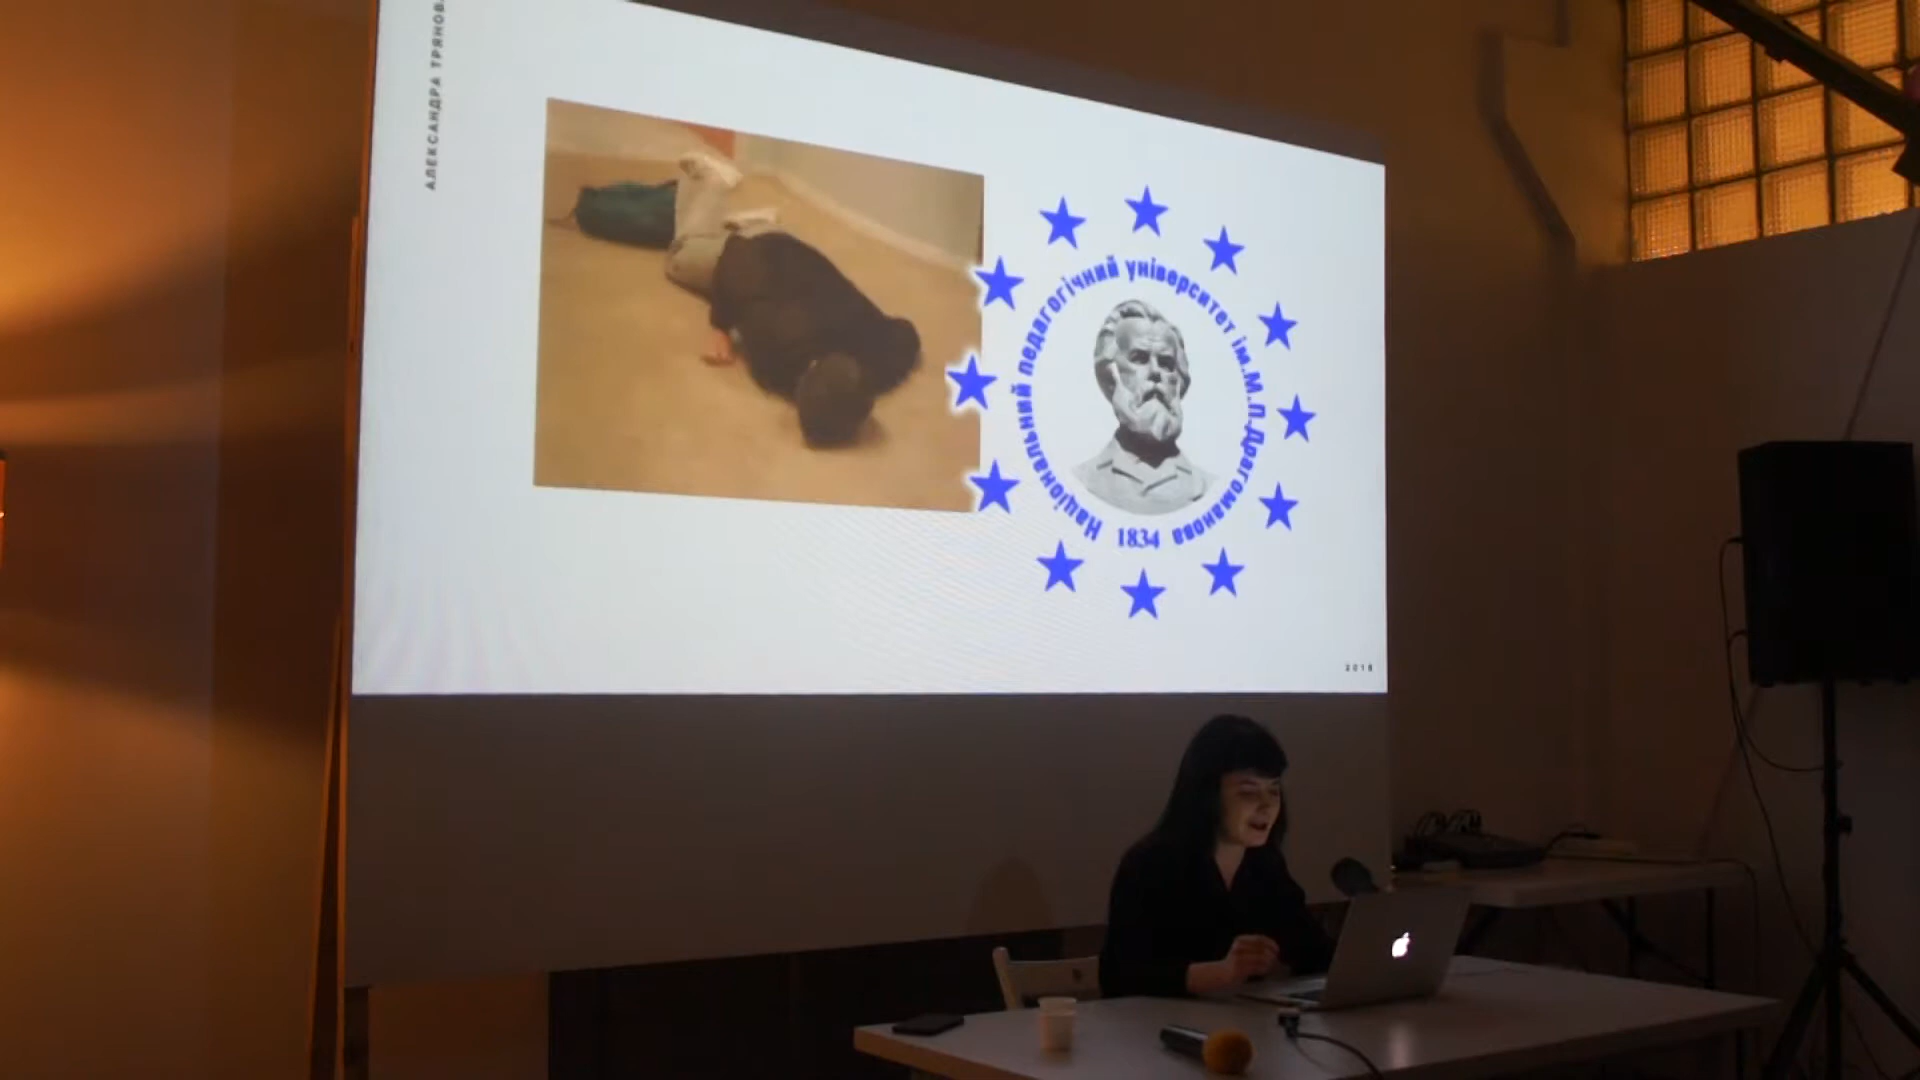 АЛЕКСАНДРА ТРЯНОВ
Національний педагогічний університет ім.М.П.Драгоманова
1834
2018